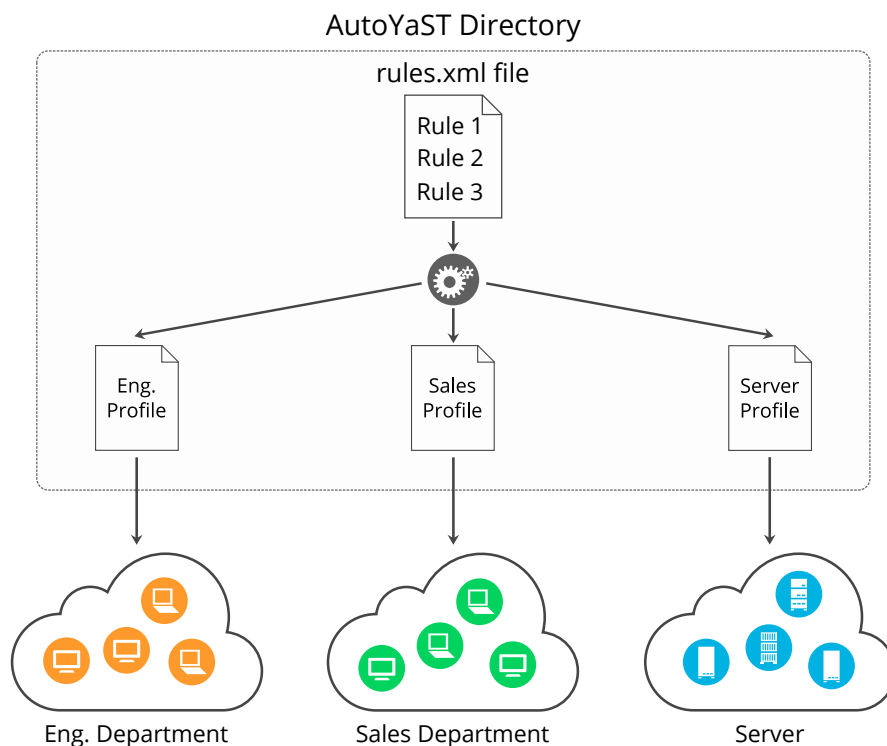 AutoYaST Directory
rules.xml file
Rule 1
Rule 2
Rule 3
Eng.
Profile
Sales
Profile
Server
Profile
Eng. Department
Sales Department
Server